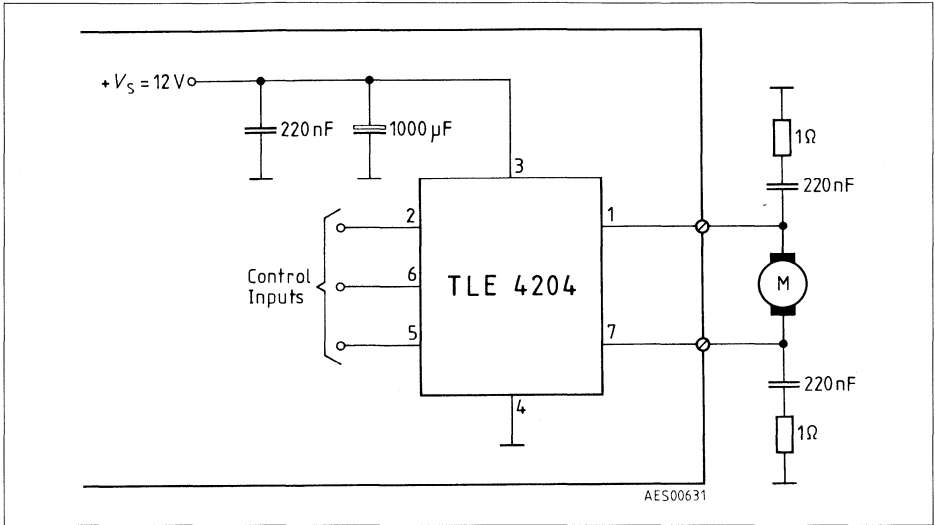 +VS = 12 V
220 nF
1000 µF
3
2
6
5
Control
Inputs
TLE 4204
1
7
4
1Ω
220 nF
M
220 nF
1Ω
AES00631